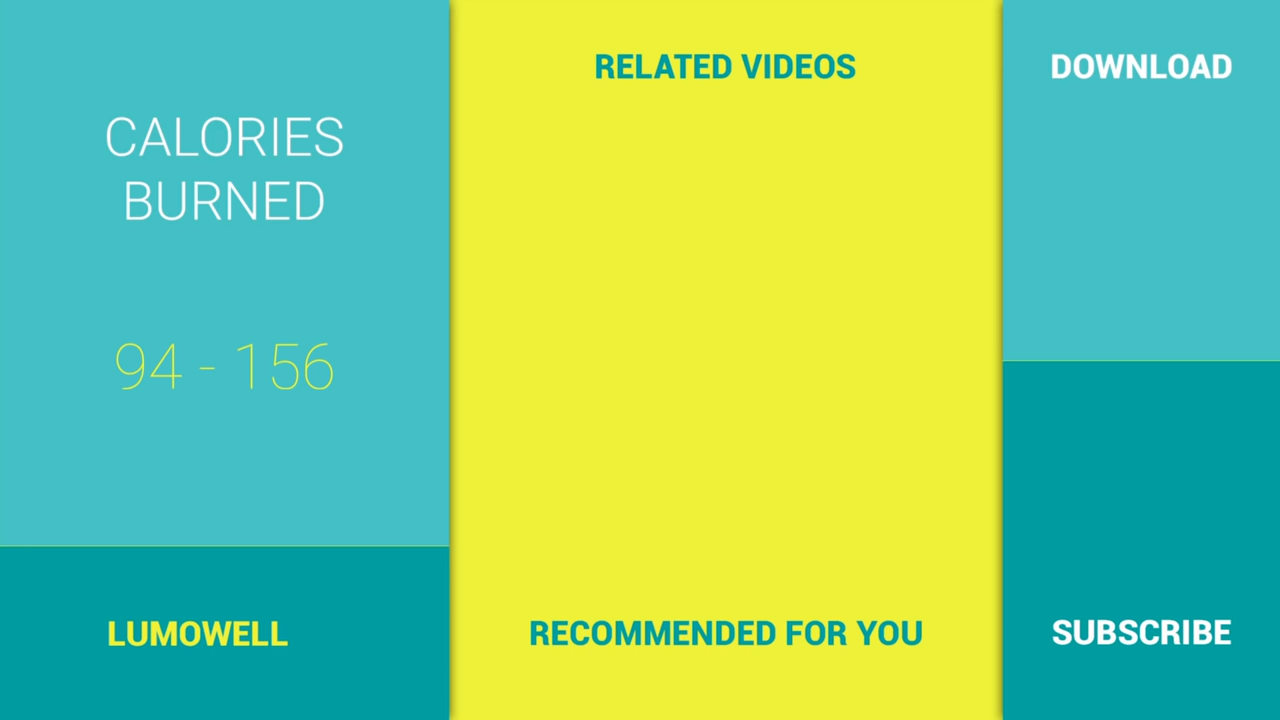 CALORIES
BURNED
94 - 156
LUMOWELL
RELATED VIDEOS
RECOMMENDED FOR YOU
DOWNLOAD
SUBSCRIBE